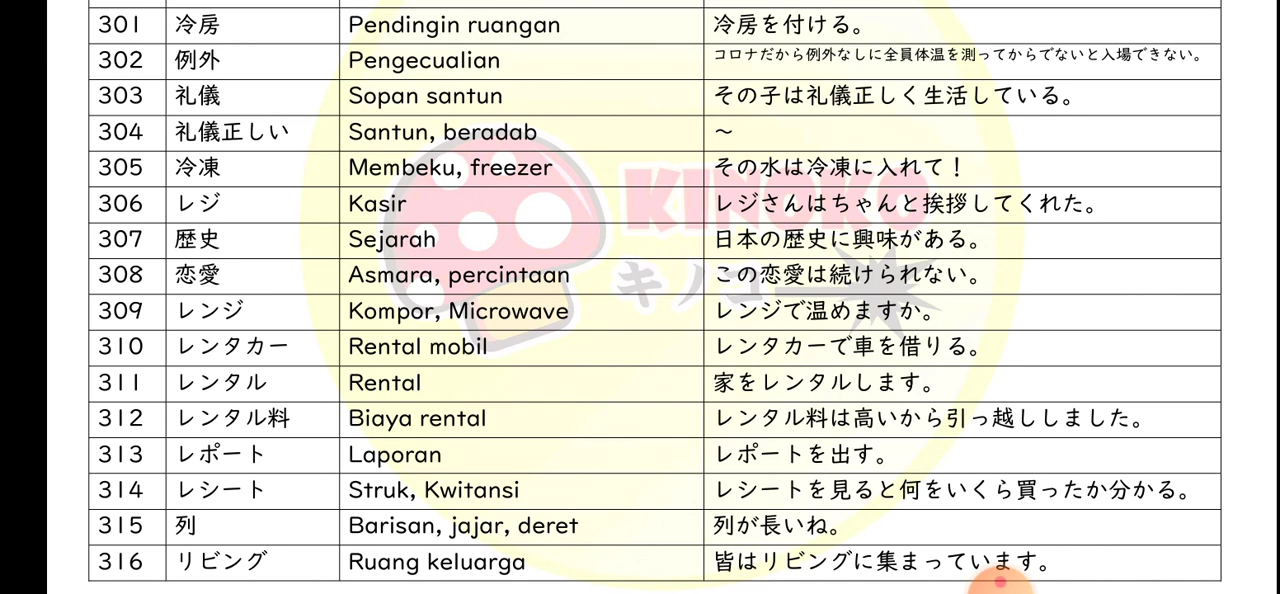 301 冷房 Pendingin ruangan 冷房を付ける。
302 例外 Pengecualian コロナだから例外なしに全員体温を測ってからでないと入場できない。
303 礼儀 Sopan santun その子は礼儀正しく生活している。
304 礼儀正しい Santun, beradab ～
305 冷凍 Membeku, freezer その水は冷凍に入れて！
306 レジ Kasir レジさんはちゃんと挨拶してくれた。
307 歴史 Sejarah 日本の歴史に興味がある。
308 恋愛 Asmara, percintaan この恋愛は続けられない。
309 レンジ Kompor, Microwave レンジで温めますか。
310 レンタカー Rental mobil レンタカーで車を借りる。
311 レンタル Rental 家をレンタルします。
312 レンタル料 Biaya rental レンタル料は高いから引っ越ししました。
313 レポート Laporan レポートを出す。
314 レシート Struk, Kwitansi レシートを見ると何をいくら買ったか分かる。
315 列 Barisan, jajar, deret 列が長いね。
316 リビング Ruang keluarga 皆はリビングに集まっています。
KINOKO
キノコ